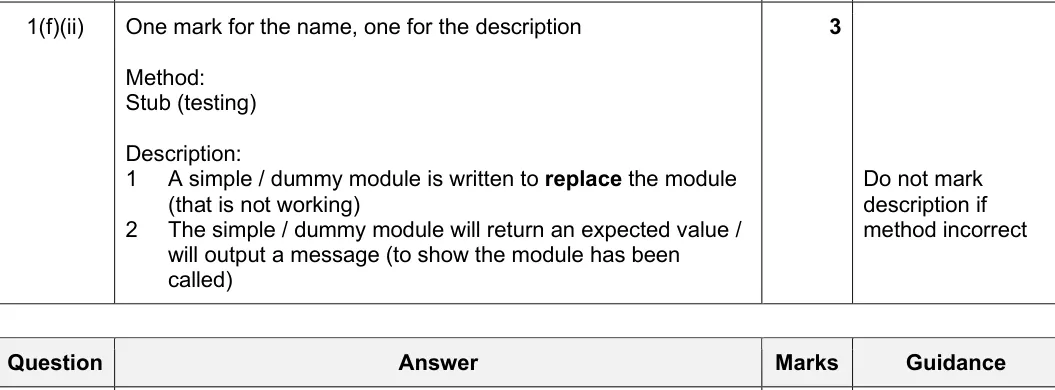 1(f)(ii) One mark for the name, one for the description 3
Method:
Stub (testing)
Description:
1 A simple / dummy module is written to replace the module
(that is not working)
2 The simple / dummy module will return an expected value /
will output a message (to show the module has been
called)
Do not mark
description if
method incorrect
Question Answer Marks Guidance